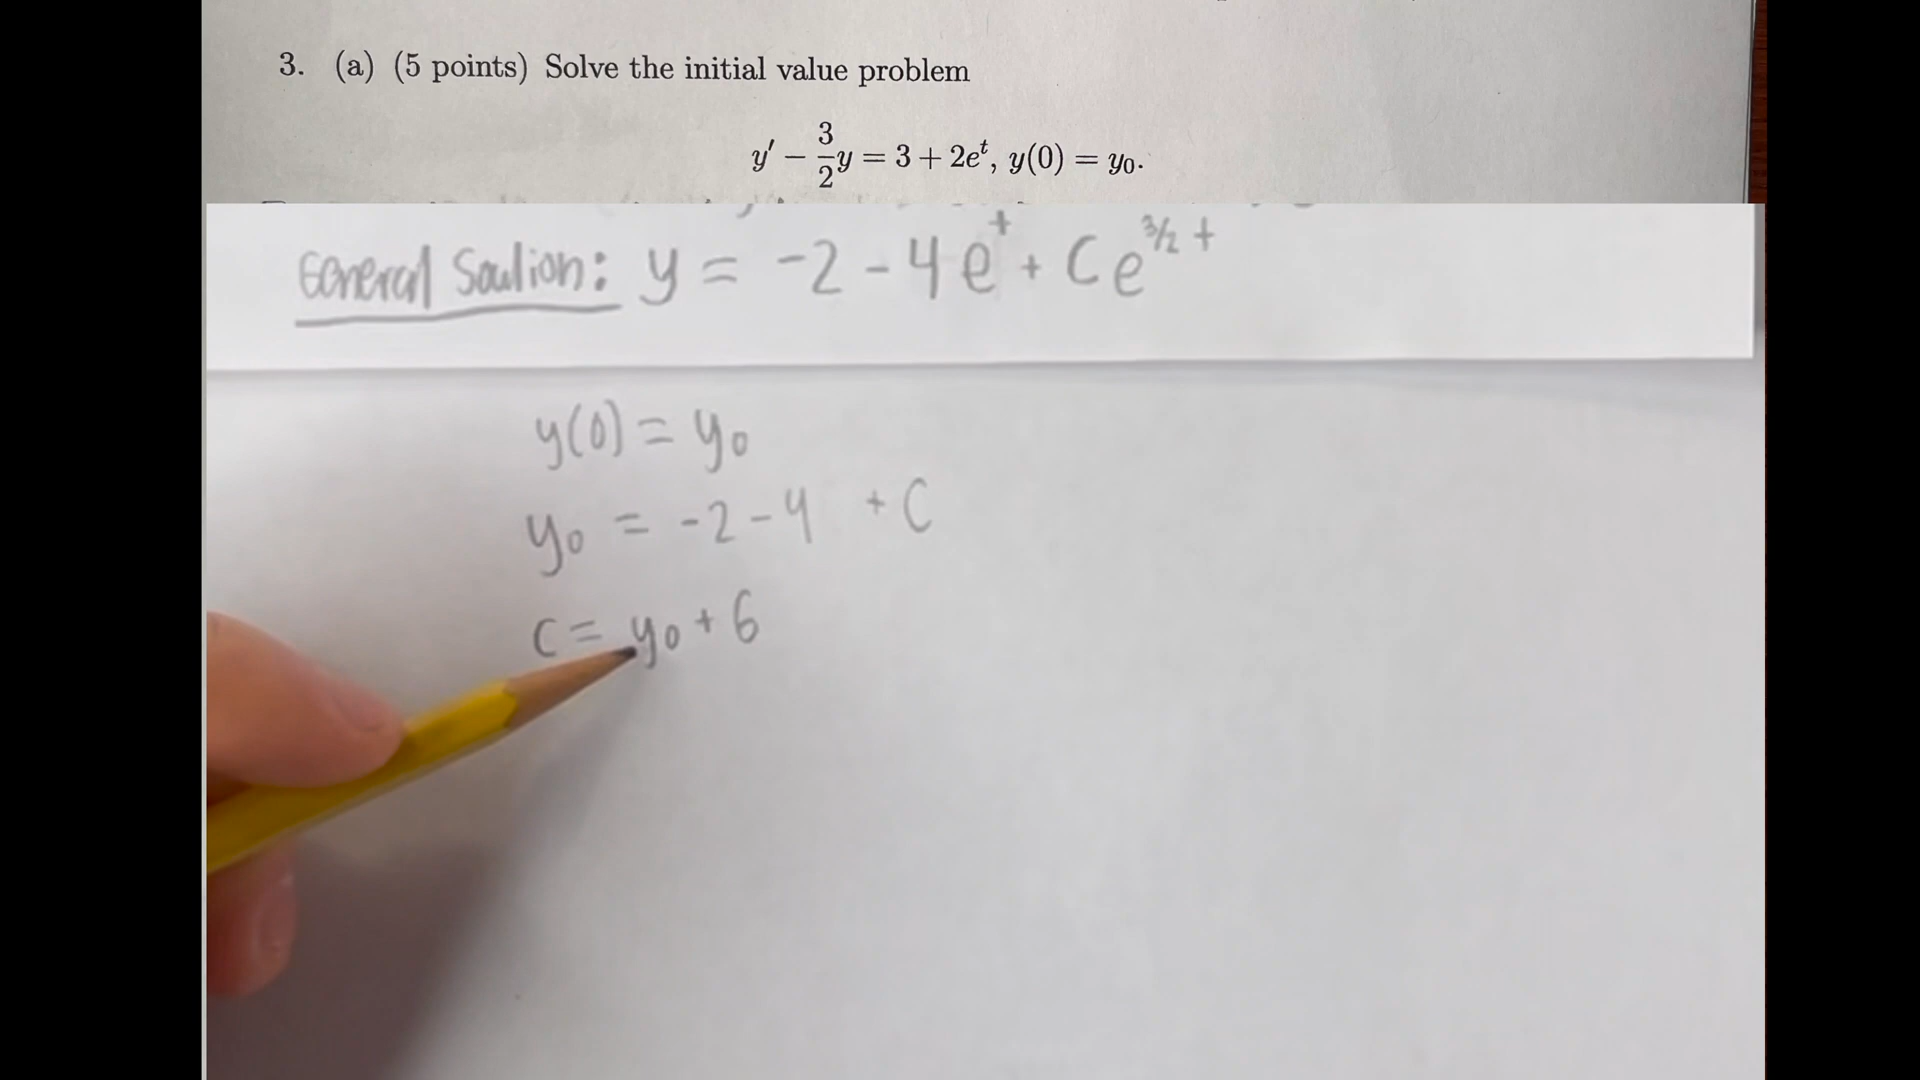 3. (a) (5 points) Solve the initial value problem
y' − 3/2 y = 3 + 2e^t, y(0) = y₀.
General Soulion: y = -2 - 4e^t + Ce^{3/2 t}
y(0) = y₀
y₀ = -2 - 4 + C
C = y₀ + 6